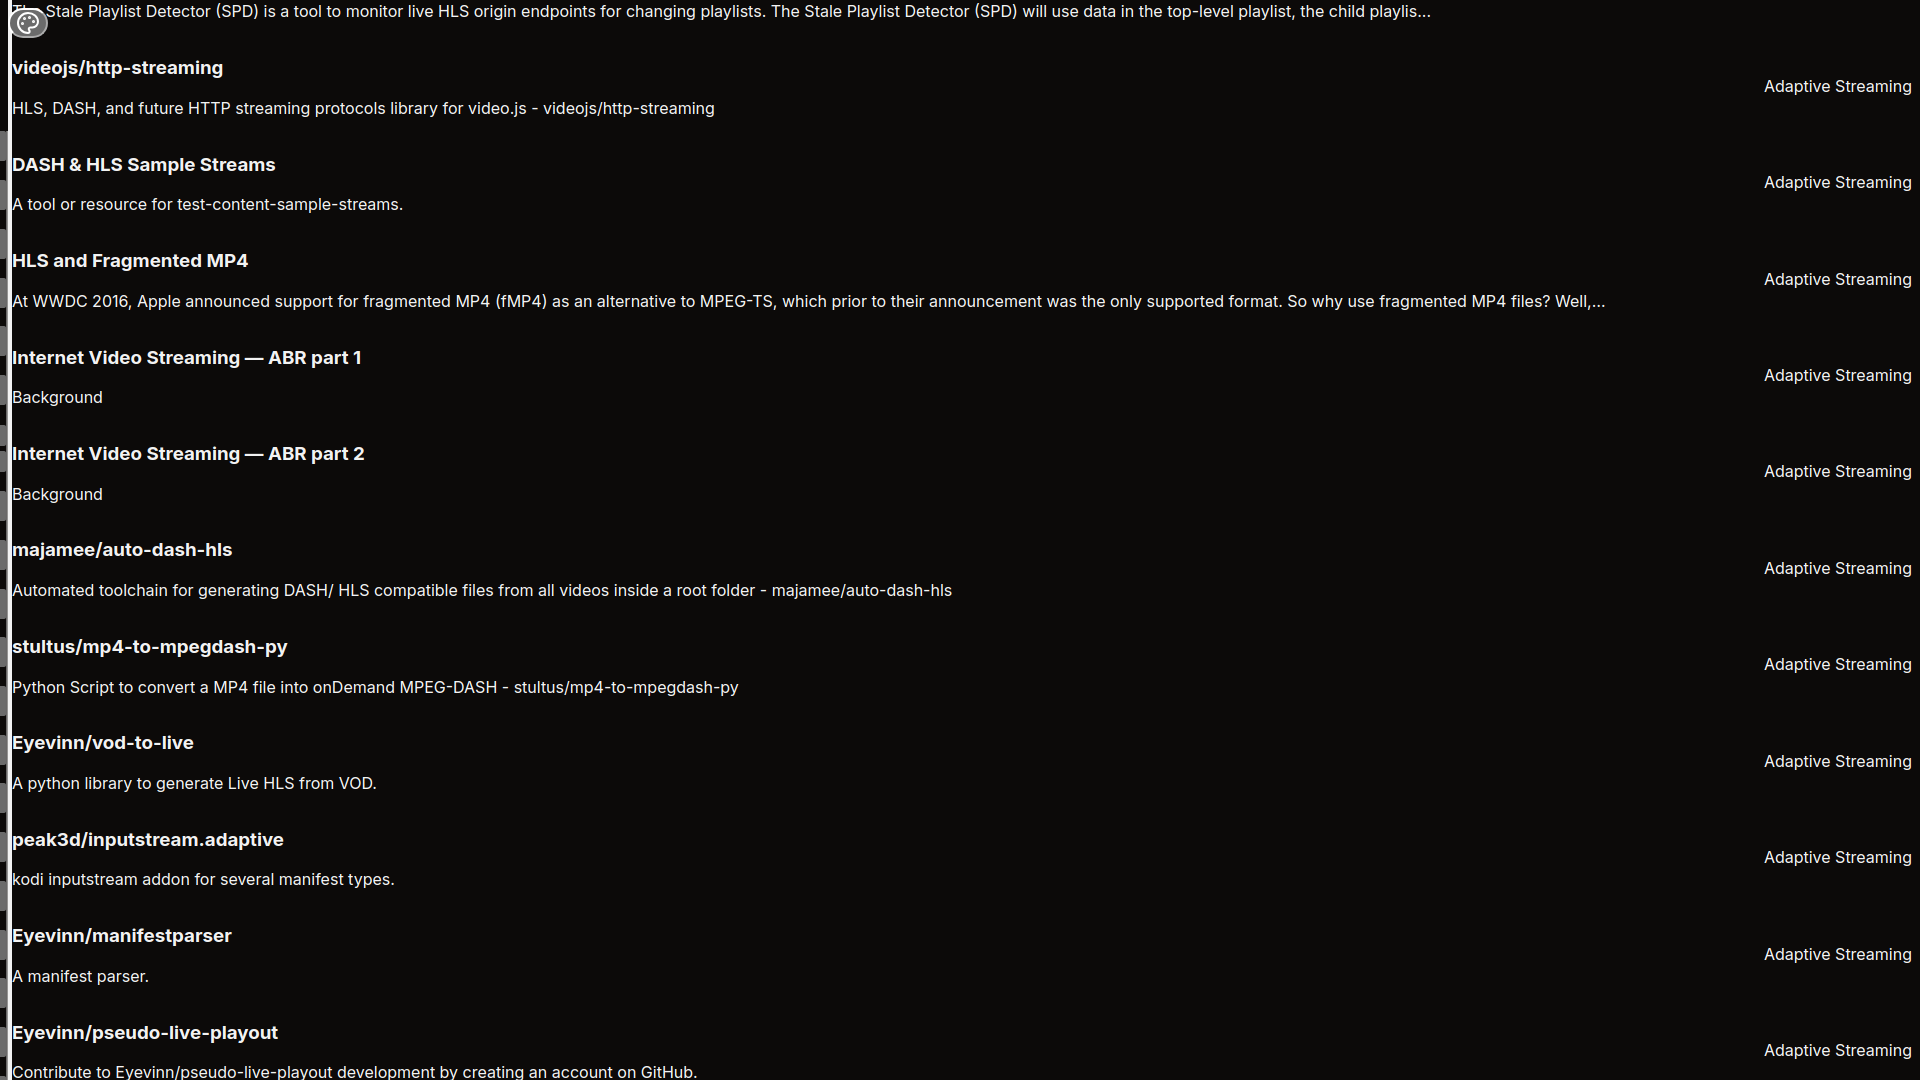 The Stale Playlist Detector (SPD) is a tool to monitor live HLS origin endpoints for changing playlists. The Stale Playlist Detector (SPD) will use data in the top-level playlist, the child playlis...
videojs/http-streaming
Adaptive Streaming
HLS, DASH, and future HTTP streaming protocols library for video.js - videojs/http-streaming
DASH & HLS Sample Streams
Adaptive Streaming
A tool or resource for test-content-sample-streams.
HLS and Fragmented MP4
Adaptive Streaming
At WWDC 2016, Apple announced support for fragmented MP4 (fMP4) as an alternative to MPEG-TS, which prior to their announcement was the only supported format. So why use fragmented MP4 files? Well,...
Internet Video Streaming — ABR part 1
Adaptive Streaming
Background
Internet Video Streaming — ABR part 2
Adaptive Streaming
Background
majamee/auto-dash-hls
Adaptive Streaming
Automated toolchain for generating DASH/ HLS compatible files from all videos inside a root folder - majamee/auto-dash-hls
stultus/mp4-to-mpegdash-py
Adaptive Streaming
Python Script to convert a MP4 file into onDemand MPEG-DASH - stultus/mp4-to-mpegdash-py
Eyevinn/vod-to-live
Adaptive Streaming
A python library to generate Live HLS from VOD.
peak3d/inputstream.adaptive
Adaptive Streaming
kodi inputstream addon for several manifest types.
Eyevinn/manifestparser
Adaptive Streaming
A manifest parser.
Eyevinn/pseudo-live-playout
Adaptive Streaming
Contribute to Eyevinn/pseudo-live-playout development by creating an account on GitHub.